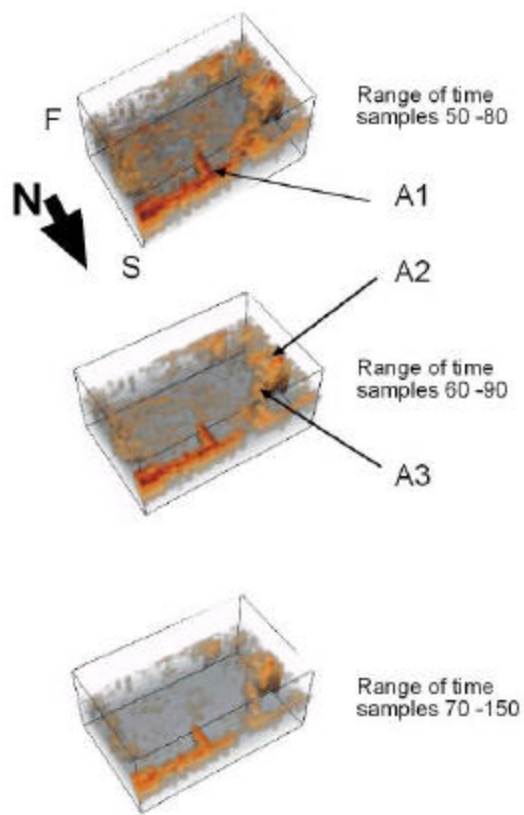 F
Range of time
samples 50 -80
N
A1
S
A2
Range of time
samples 60 -90
A3
Range of time
samples 70 -150